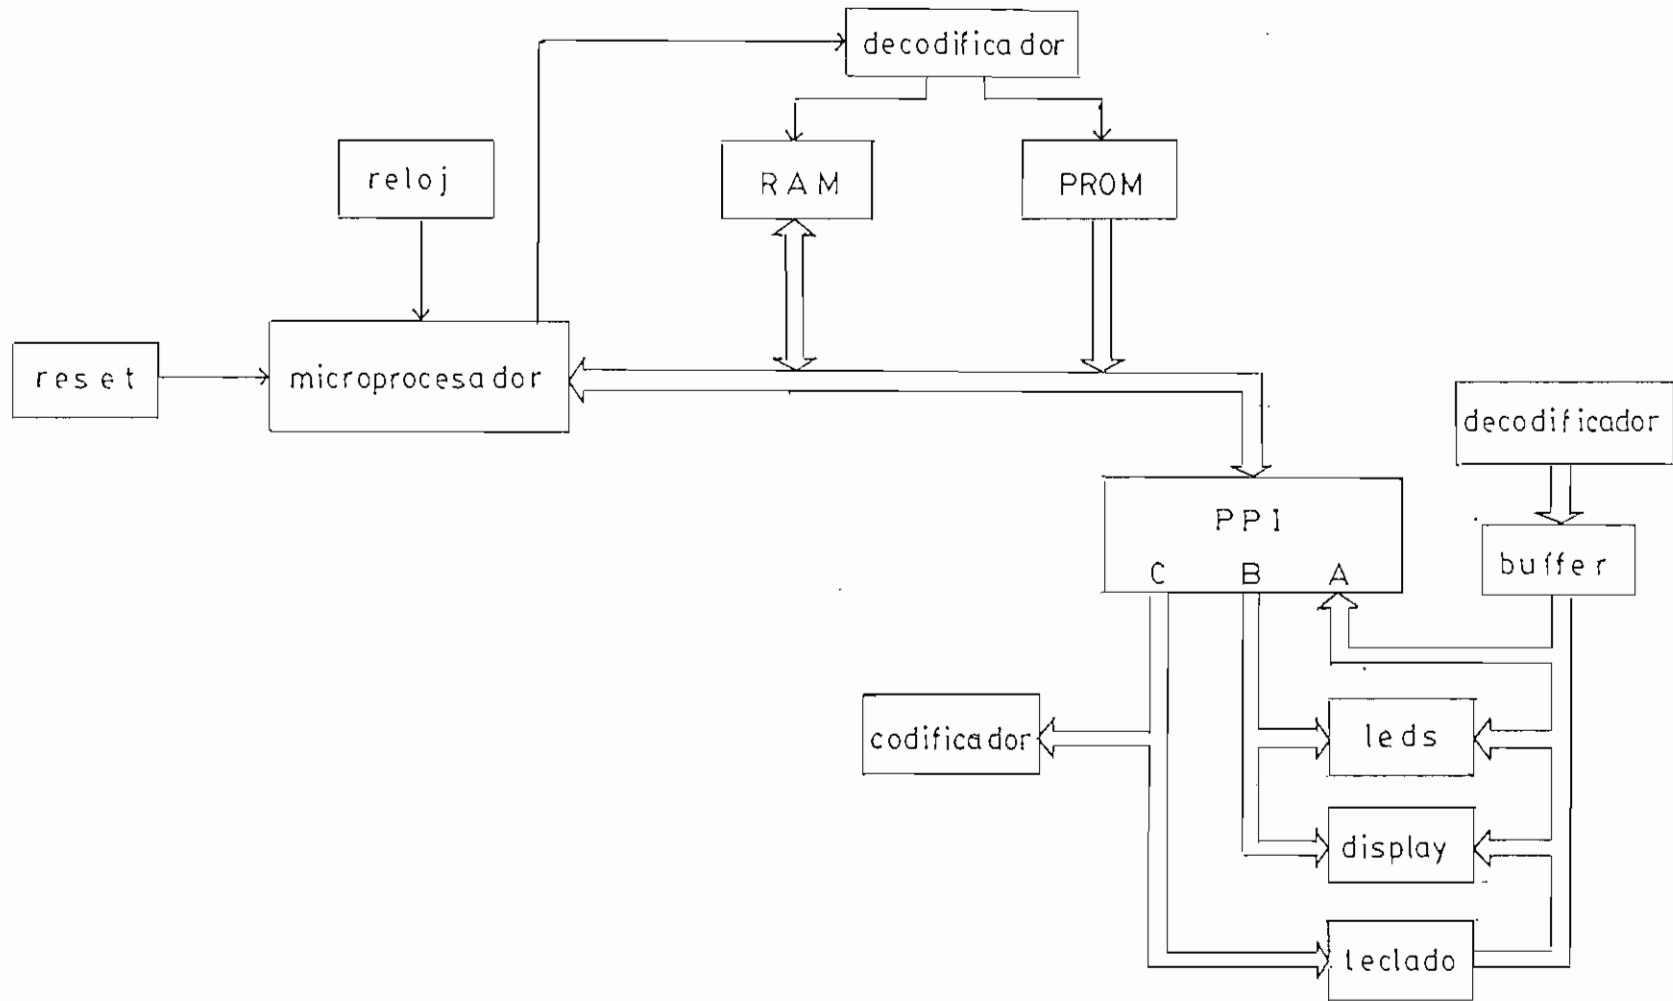 decodificador
reloj
RAM
PROM
reset
microprocesador
decodificador
PPI
C B A
buffer
codificador
leds
display
teclado